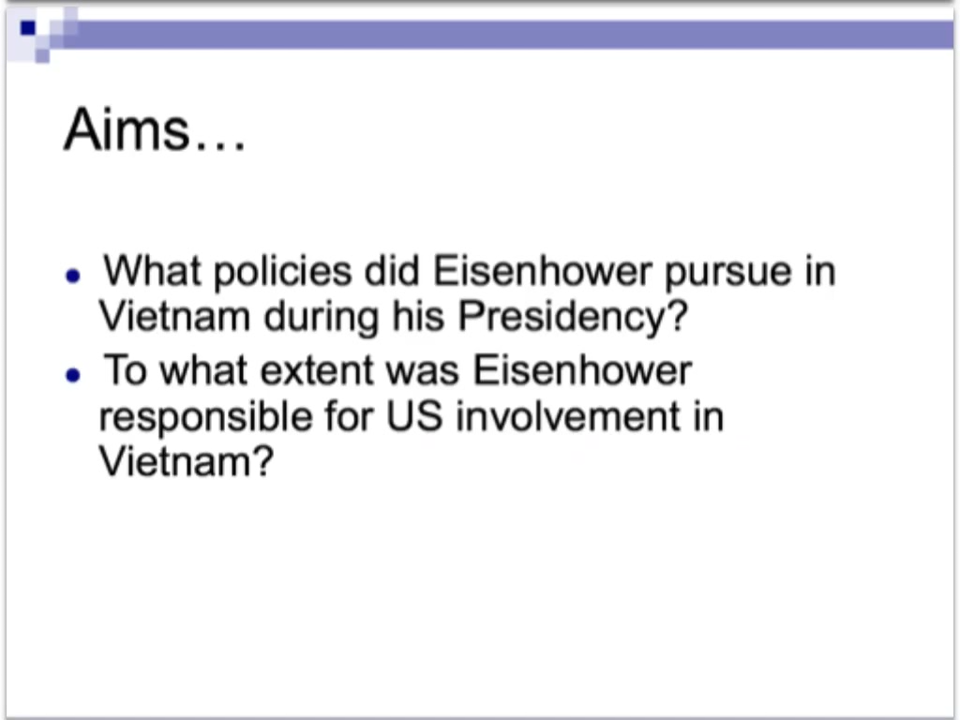 Aims…
• What policies did Eisenhower pursue in
Vietnam during his Presidency?
• To what extent was Eisenhower
responsible for US involvement in
Vietnam?